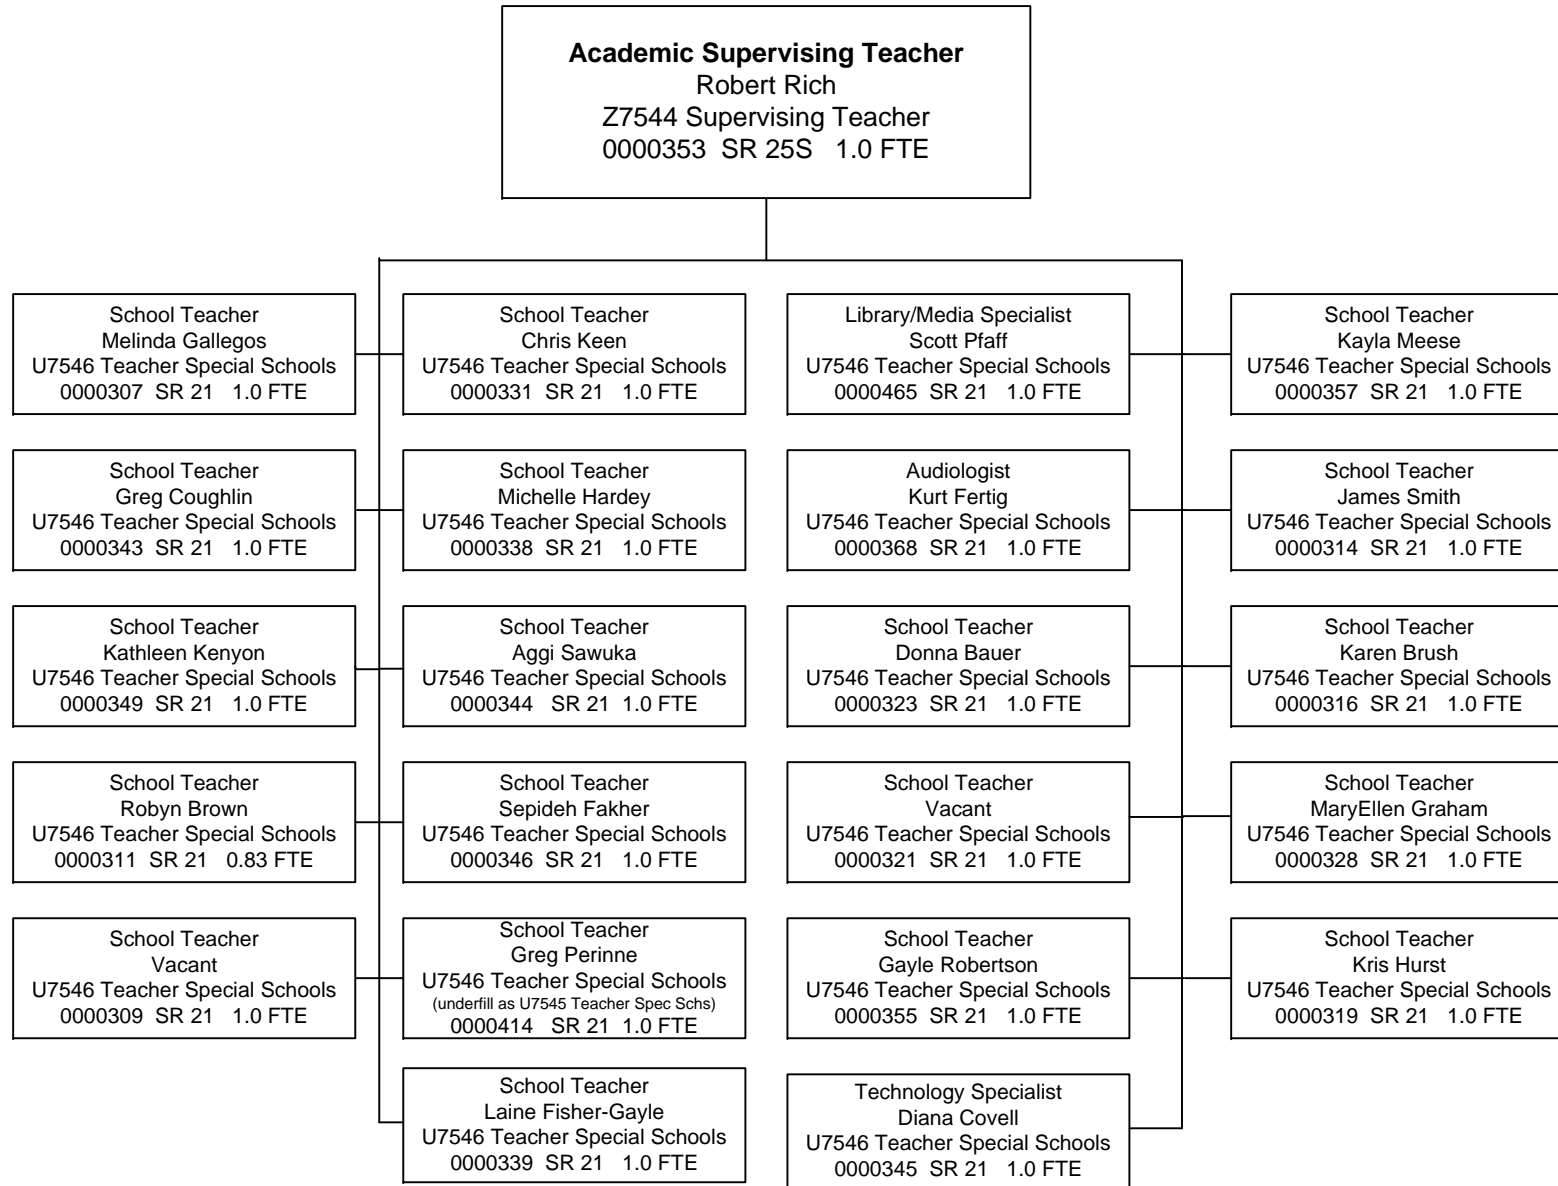 Academic Supervising Teacher
Robert Rich
Z7544 Supervising Teacher
0000353 SR 25S 1.0 FTE
School Teacher
Melinda Gallegos
U7546 Teacher Special Schools
0000307 SR 21 1.0 FTE
School Teacher
Chris Keen
U7546 Teacher Special Schools
0000331 SR 21 1.0 FTE
Library/Media Specialist
Scott Pfaff
U7546 Teacher Special Schools
0000465 SR 21 1.0 FTE
School Teacher
Kayla Meese
U7546 Teacher Special Schools
0000357 SR 21 1.0 FTE
School Teacher
Greg Coughlin
U7546 Teacher Special Schools
0000343 SR 21 1.0 FTE
School Teacher
Michelle Hardey
U7546 Teacher Special Schools
0000338 SR 21 1.0 FTE
Audiologist
Kurt Fertig
U7546 Teacher Special Schools
0000368 SR 21 1.0 FTE
School Teacher
James Smith
U7546 Teacher Special Schools
0000314 SR 21 1.0 FTE
School Teacher
Kathleen Kenyon
U7546 Teacher Special Schools
0000349 SR 21 1.0 FTE
School Teacher
Aggi Sawuka
U7546 Teacher Special Schools
0000344 SR 21 1.0 FTE
School Teacher
Donna Bauer
U7546 Teacher Special Schools
0000323 SR 21 1.0 FTE
School Teacher
Karen Brush
U7546 Teacher Special Schools
0000316 SR 21 1.0 FTE
School Teacher
Robyn Brown
U7546 Teacher Special Schools
0000311 SR 21 0.83 FTE
School Teacher
Sepideh Fakher
U7546 Teacher Special Schools
0000346 SR 21 1.0 FTE
School Teacher
Vacant
U7546 Teacher Special Schools
0000321 SR 21 1.0 FTE
School Teacher
MaryEllen Graham
U7546 Teacher Special Schools
0000328 SR 21 1.0 FTE
School Teacher
Vacant
U7546 Teacher Special Schools
0000309 SR 21 1.0 FTE
School Teacher
Greg Perinne
U7546 Teacher Special Schools
(underfill as U7545 Teacher Spec Schs)
0000414 SR 21 1.0 FTE
School Teacher
Gayle Robertson
U7546 Teacher Special Schools
0000355 SR 21 1.0 FTE
School Teacher
Kris Hurst
U7546 Teacher Special Schools
0000319 SR 21 1.0 FTE
School Teacher
Laine Fisher-Gayle
U7546 Teacher Special Schools
0000339 SR 21 1.0 FTE
Technology Specialist
Diana Covell
U7546 Teacher Special Schools
0000345 SR 21 1.0 FTE